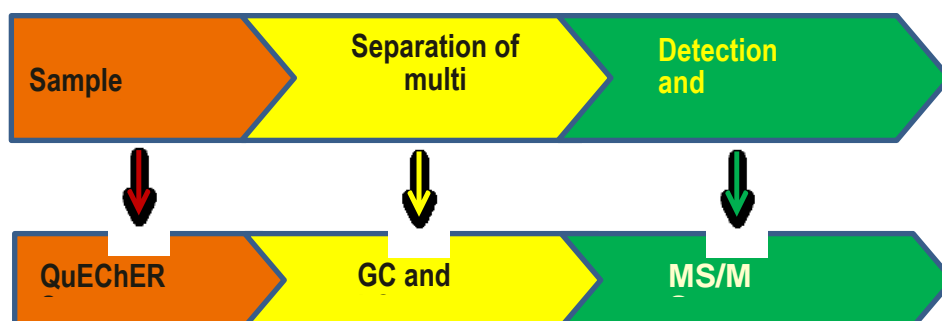 Separation of
multi
Sample
Detection
and
QuEChER
GC and
MS/M